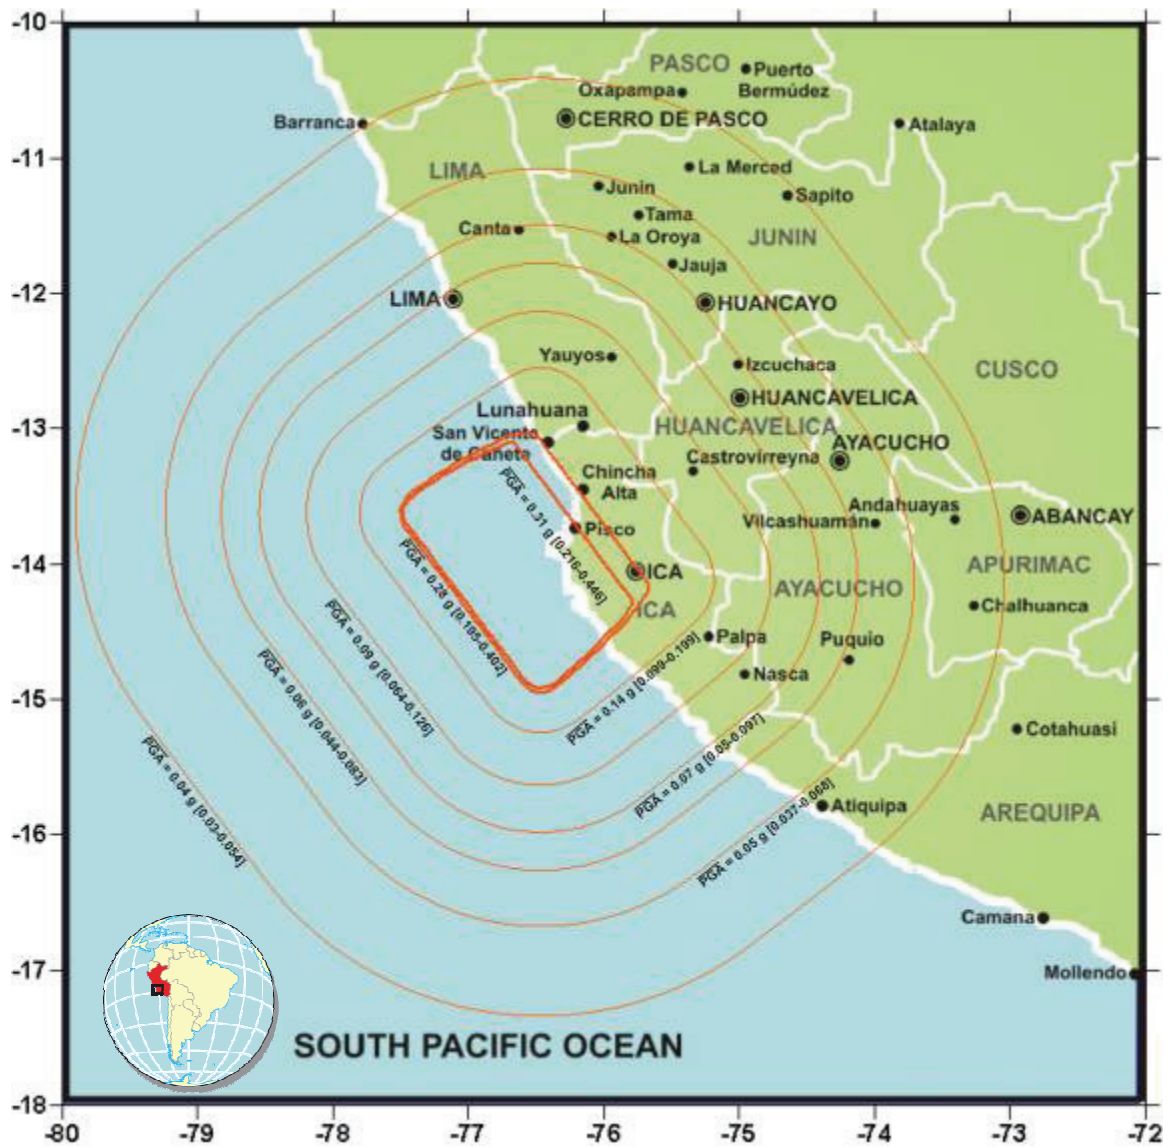 -10
-11
-12
-13
-14
-15
-16
-17
-18
PASCO
Puerto
Bermúdez
Oxapampa
CERRO DE PASCO
Barranca
Atalaya
LIMA
La Merced
Junin
Sapito
Tama
Canta
La Oroya
JUNIN
Jauja
LIMA
HUANCAYO
Yauyos
Izcuchaca
CUSCO
HUANCAVELICA
Lunahuana
HUANCAVELICA
San Vicente
de Cañete
AYACUCHO
Castrovirreyna
Chincha
Alta
Andahuayas
Vilcashuaman
ABANCAY
Pisco
APURIMAC
ICA
AYACUCHO
ICA
Chalhuanca
Palpa
Puquio
Nasca
Cotahuasi
Atiquipa
AREQUIPA
Camana
Mollendo
PGA = 0.31 g [0.216-0.446]
PGA = 0.28 g [0.195-0.402]
PGA = 0.14 g [0.099-0.199]
PGA = 0.09 g [0.064-0.126]
PGA = 0.07 g [0.05-0.097]
PGA = 0.06 g [0.044-0.083]
PGA = 0.05 g [0.037-0.068]
PGA = 0.04 g [0.03-0.054]
SOUTH PACIFIC OCEAN
-80 -79 -78 -77 -76 -75 -74 -73 -72